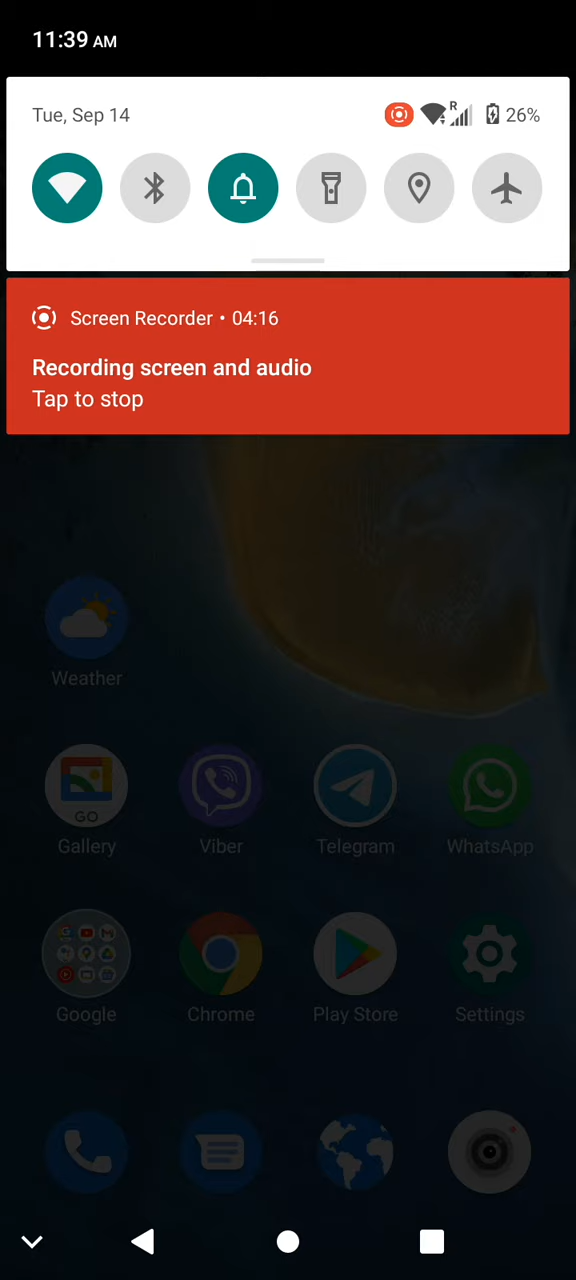 11:39 AM
Tue, Sep 14
R
26%
Screen Recorder • 04:16
Recording screen and audio
Tap to stop
Weather
GO
Gallery
Viber
Telegram
WhatsApp
Google
Chrome
Play Store
Settings